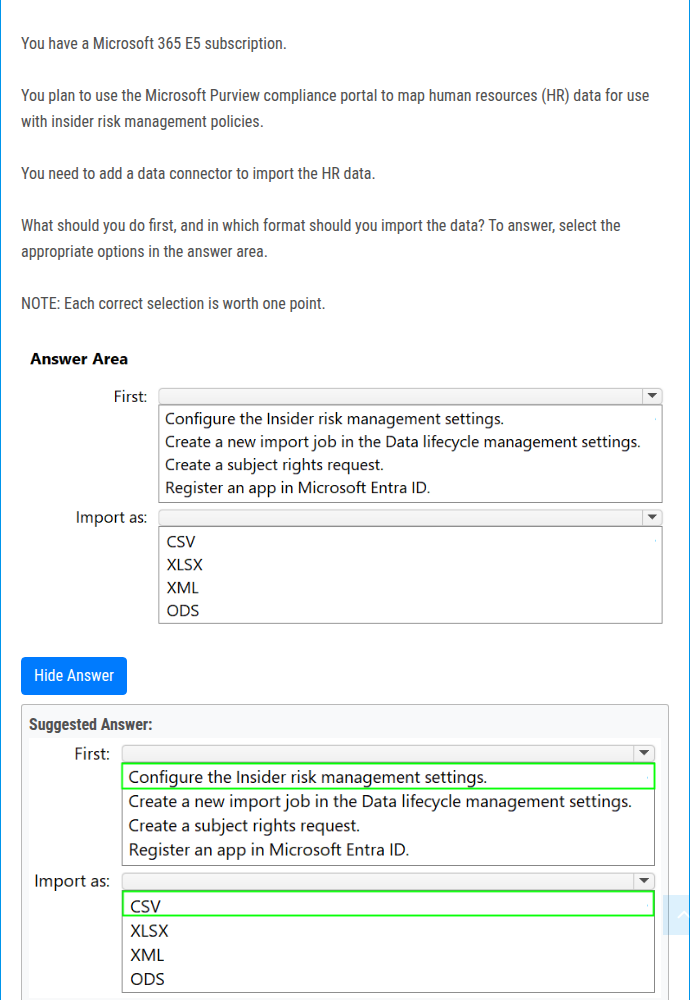 You have a Microsoft 365 E5 subscription.
You plan to use the Microsoft Purview compliance portal to map human resources (HR) data for use
with insider risk management policies.
You need to add a data connector to import the HR data.
What should you do first, and in which format should you import the data? To answer, select the
appropriate options in the answer area.
NOTE: Each correct selection is worth one point.
Answer Area
First:
Configure the Insider risk management settings.
Create a new import job in the Data lifecycle management settings.
Create a subject rights request.
Register an app in Microsoft Entra ID.
Import as:
CSV
XLSX
XML
ODS
Hide Answer
Suggested Answer:
First:
Configure the Insider risk management settings.
Create a new import job in the Data lifecycle management settings.
Create a subject rights request.
Register an app in Microsoft Entra ID.
Import as:
CSV
XLSX
XML
ODS